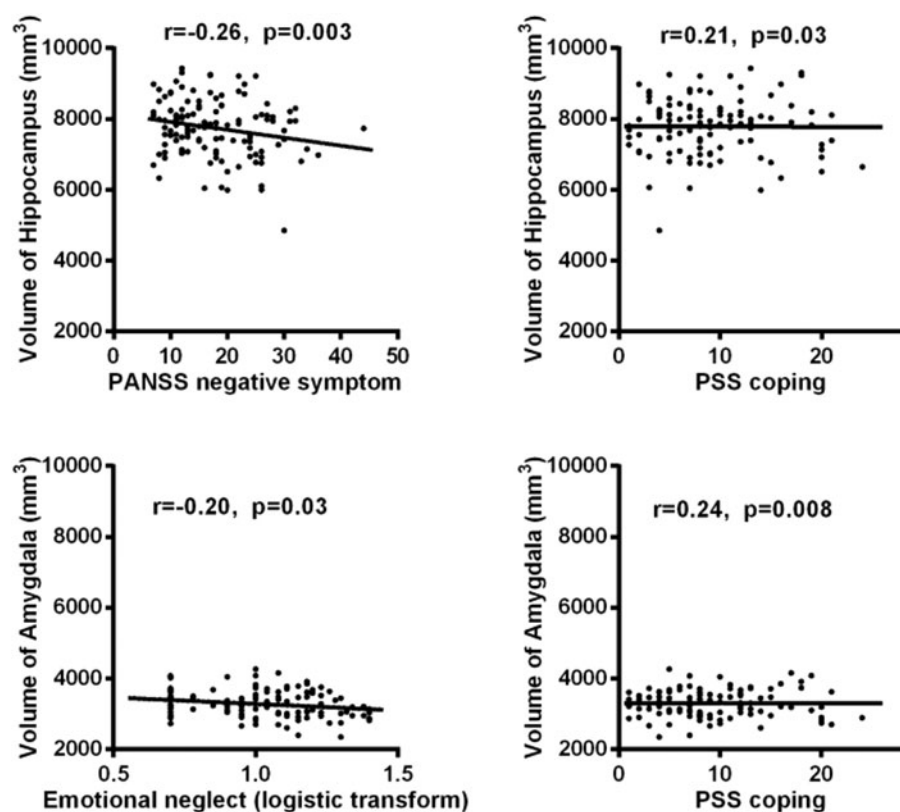 r=-0.26, p=0.003
Volume of Hippocampus (mm³)
10000
8000
6000
4000
2000
0 10 20 30 40 50
PANSS negative symptom
r=0.21, p=0.03
Volume of Hippocampus (mm³)
10000
8000
6000
4000
2000
0 10 20
PSS coping
r=-0.20, p=0.03
Volume of Amygdala (mm³)
10000
8000
6000
4000
2000
0.5 1.0 1.5
Emotional neglect (logistic transform)
r=0.24, p=0.008
Volume of Amygdala (mm³)
10000
8000
6000
4000
2000
0 10 20
PSS coping